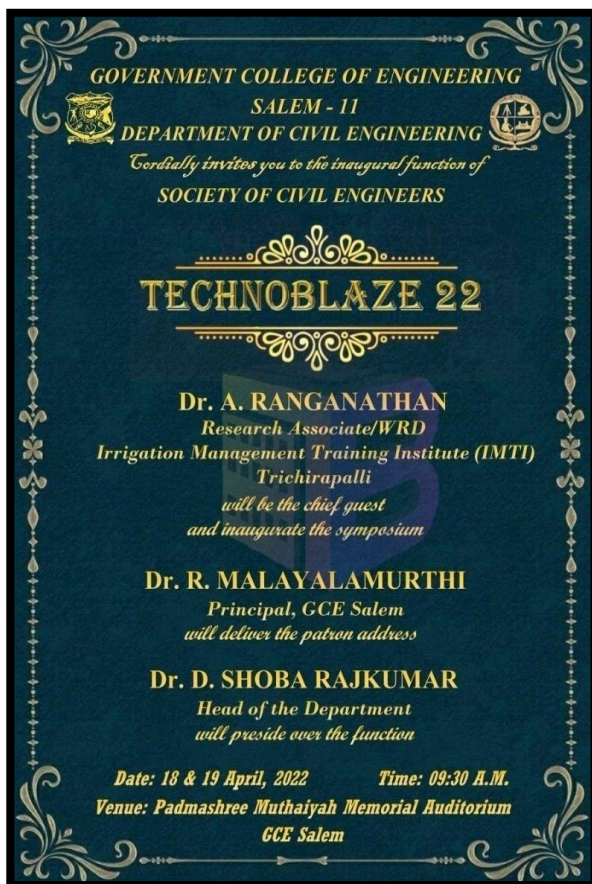 GOVERNMENT COLLEGE OF ENGINEERING
SALEM - 11
DEPARTMENT OF CIVIL ENGINEERING
Cordially invites you to the inaugural function of
SOCIETY OF CIVIL ENGINEERS
TECHNOBLAZE 22
Dr. A. RANGANATHAN
Research Associate/WRD
Irrigation Management Training Institute (IMTI)
Trichirapalli
will be the chief guest
and inaugurate the symposium
Dr. R. MALAYALAMURTHI
Principal, GCE Salem
will deliver the patron address
Dr. D. SHOBA RAJKUMAR
Head of the Department
will preside over the function
Date: 18 & 19 April, 2022 Time: 09:30 A.M.
Venue: Padmashree Muthaiyah Memorial Auditorium
GCE Salem